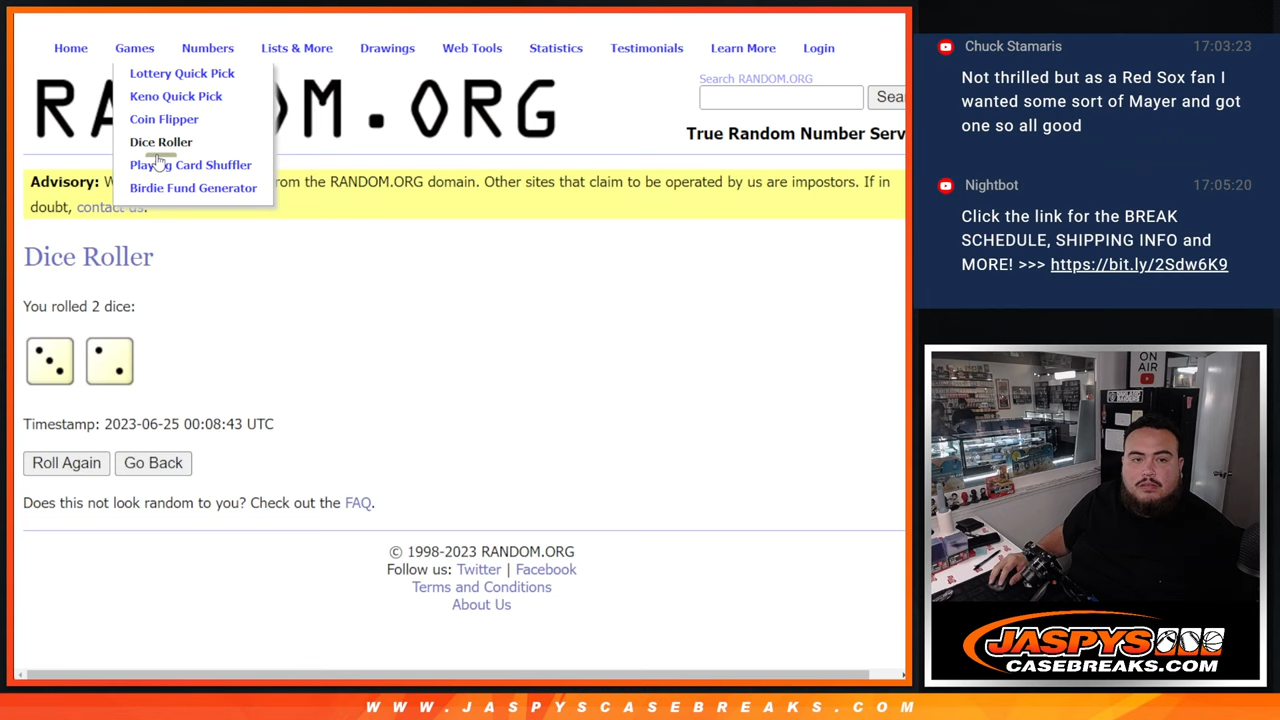 Home Games Numbers Lists & More Drawings Web Tools Statistics Testimonials Learn More Login
Lottery Quick Pick
Keno Quick Pick
Coin Flipper
Dice Roller
Playing Card Shuffler
Birdie Fund Generator
RANDOM.ORG
Search RANDOM.ORG
Sea
True Random Number Serv
Advisory: W from the RANDOM.ORG domain. Other sites that claim to be operated by us are impostors. If in
doubt, contact us.
Dice Roller
You rolled 2 dice:
Timestamp: 2023-06-25 00:08:43 UTC
Roll Again Go Back
Does this not look random to you? Check out the FAQ.
© 1998-2023 RANDOM.ORG
Follow us: Twitter | Facebook
Terms and Conditions
About Us
Chuck Stamaris 17:03:23
Not thrilled but as a Red Sox fan I
wanted some sort of Mayer and got
one so all good
Nightbot 17:05:20
Click the link for the BREAK
SCHEDULE, SHIPPING INFO and
MORE! >>> https://bit.ly/2Sdw6K9
ON
AIR
JASPYS
CASEBREAKS.COM
WWW.JASPYSCASEBREAKS.COM